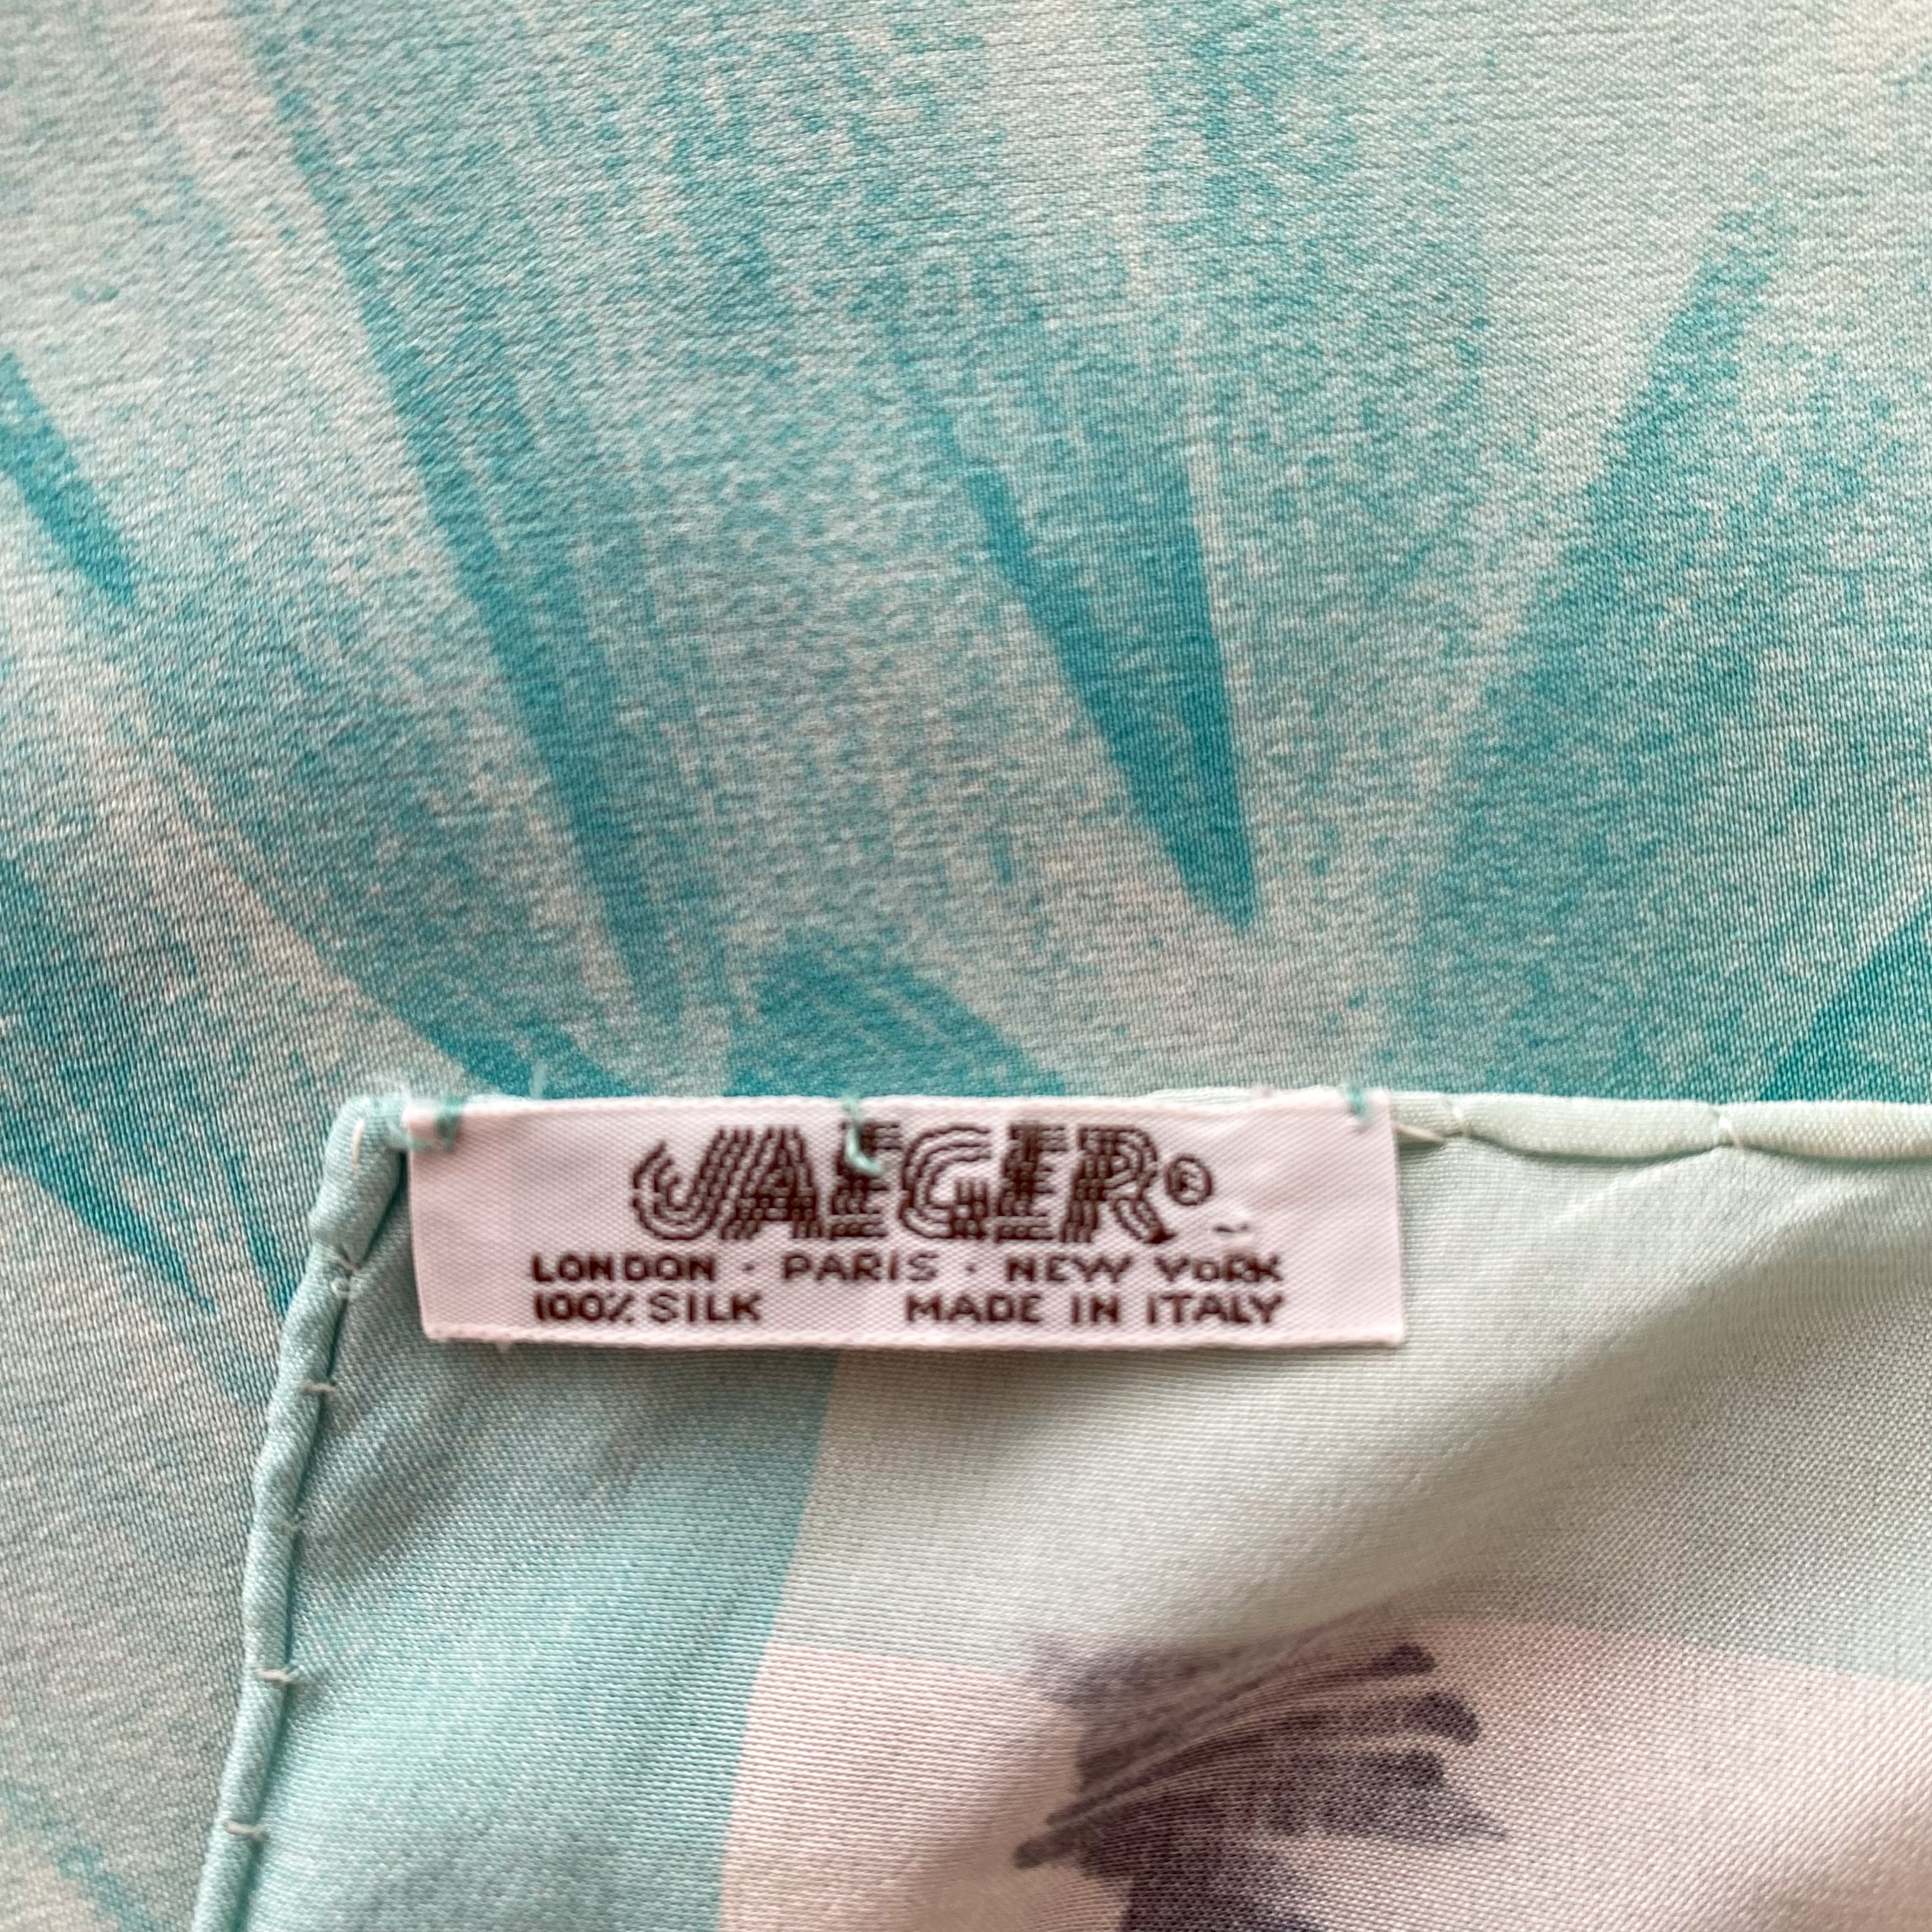 JAEGER®
LONDON · PARIS · NEW YORK
100% SILK MADE IN ITALY